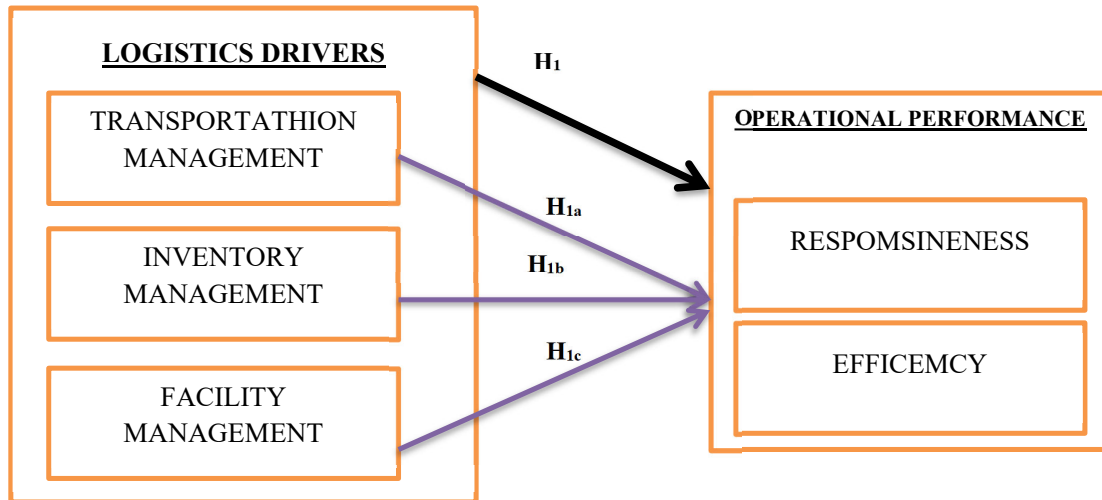 LOGISTICS DRIVERS
TRANSPORTATHION
MANAGEMENT
INVENTORY
MANAGEMENT
FACILITY
MANAGEMENT
H1
H1a
H1b
H1c
OPERATIONAL PERFORMANCE
RESPOMSINENESS
EFFICEMCY